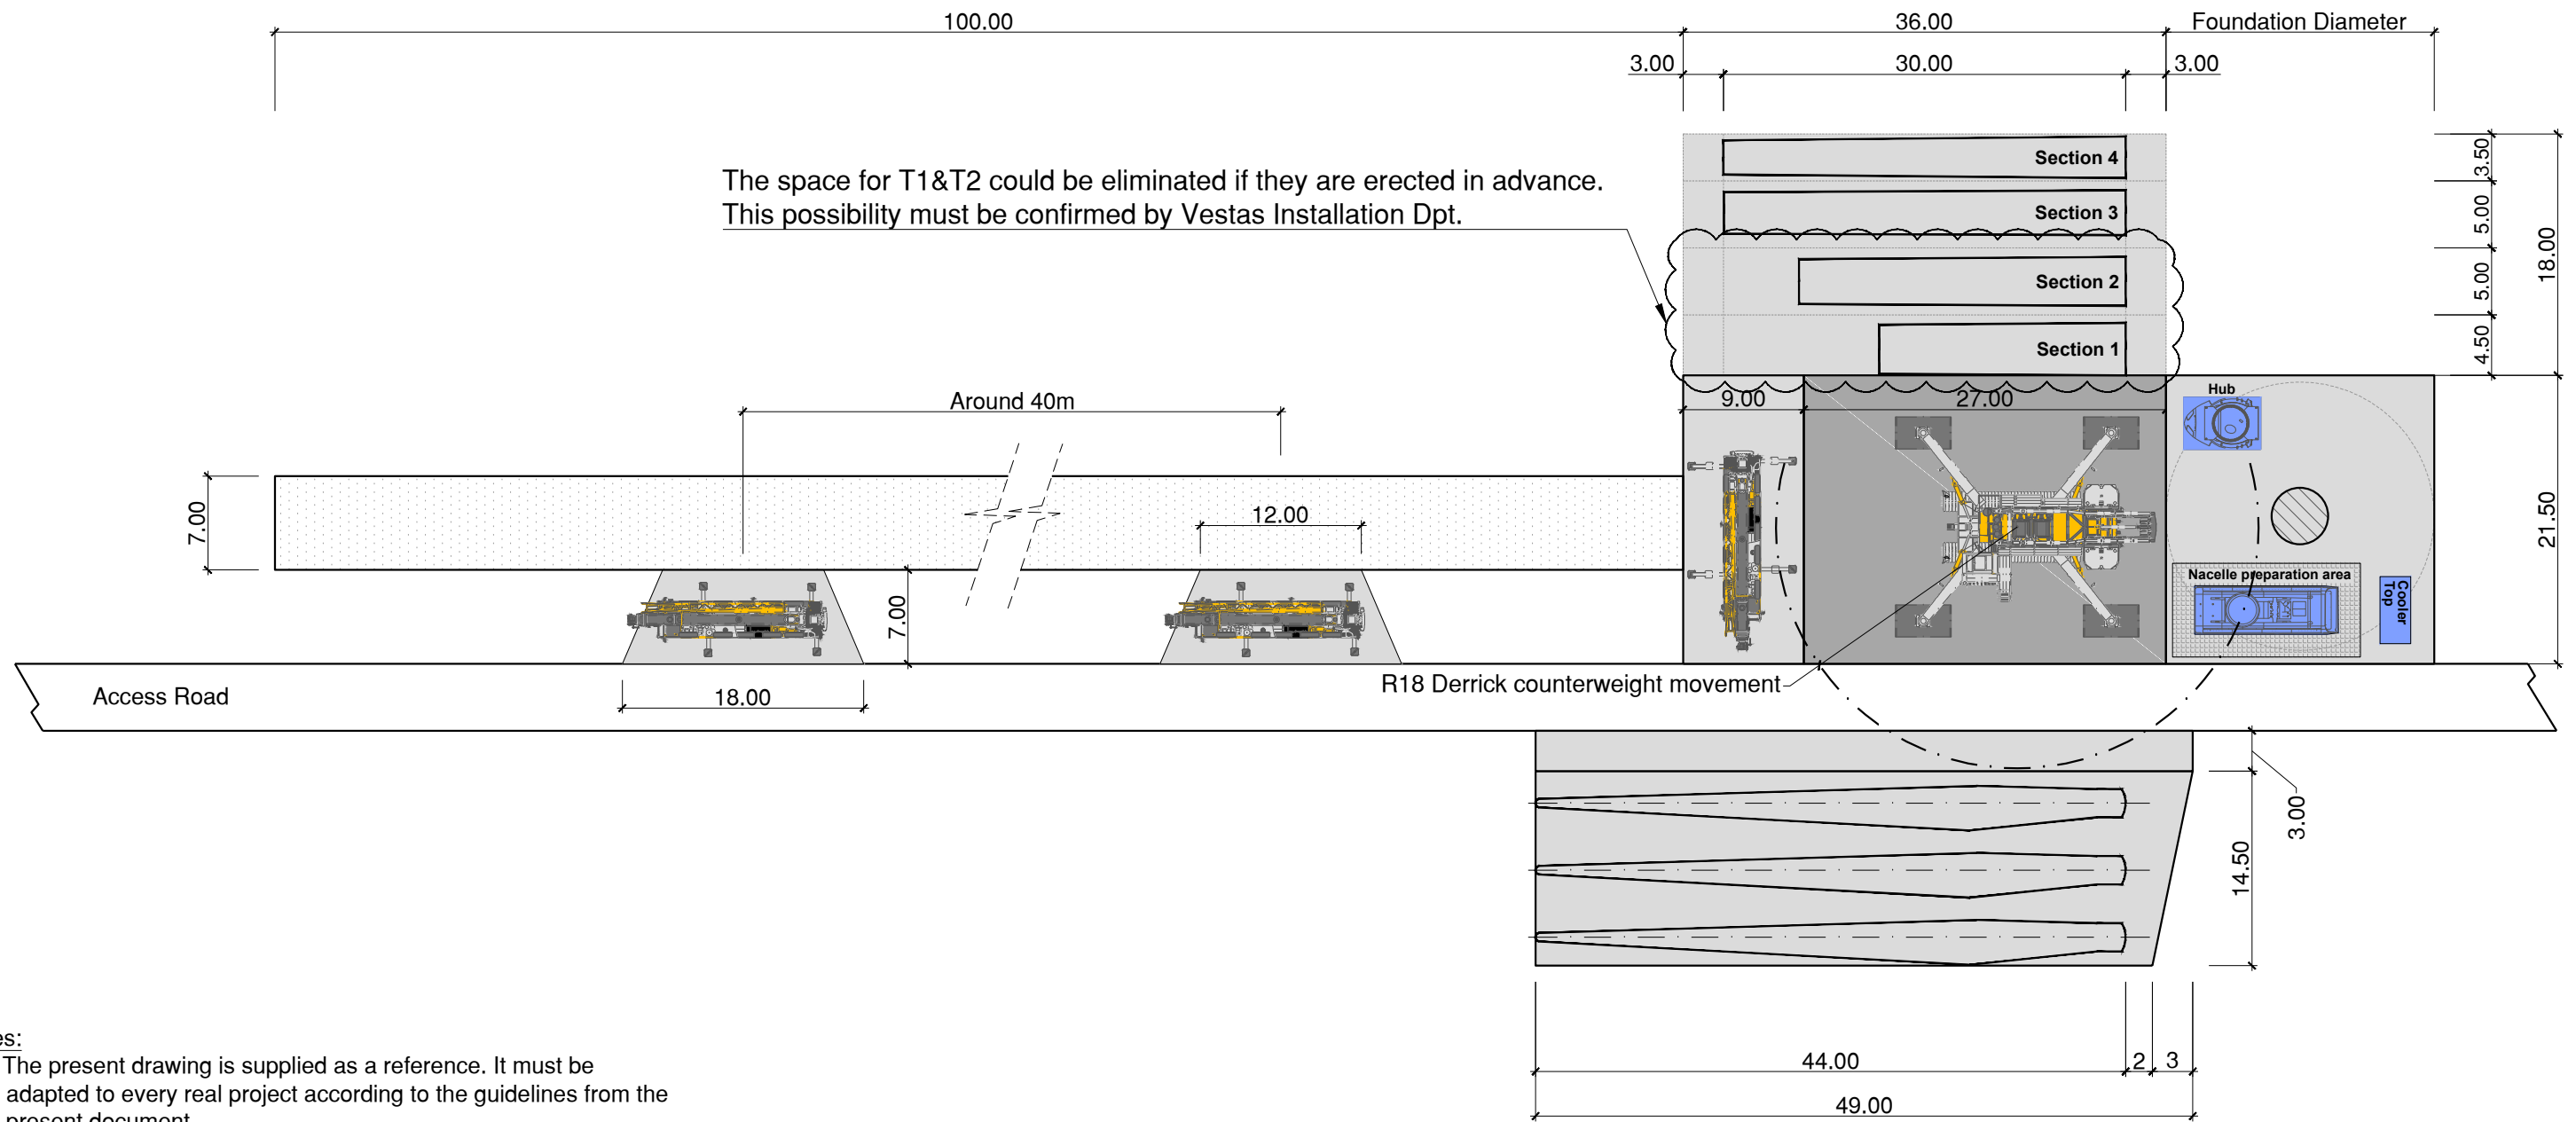 100.00
36.00
Foundation Diameter
3.00
30.00
3.00
The space for T1&T2 could be eliminated if they are erected in advance.
This possibility must be confirmed by Vestas Installation Dpt.
Section 4
Section 3
Section 2
Section 1
3.50
5.00
5.00
4.50
18.00
Around 40m
9.00
27.00
Hub
7.00
12.00
7.00
21.50
Nacelle preparation area
Cooler
Top
Access Road
18.00
R18 Derrick counterweight movement
3.00
14.50
44.00
2
3
49.00
es:
The present drawing is supplied as a reference. It must be
adapted to every real project according to the guidelines from the
present document